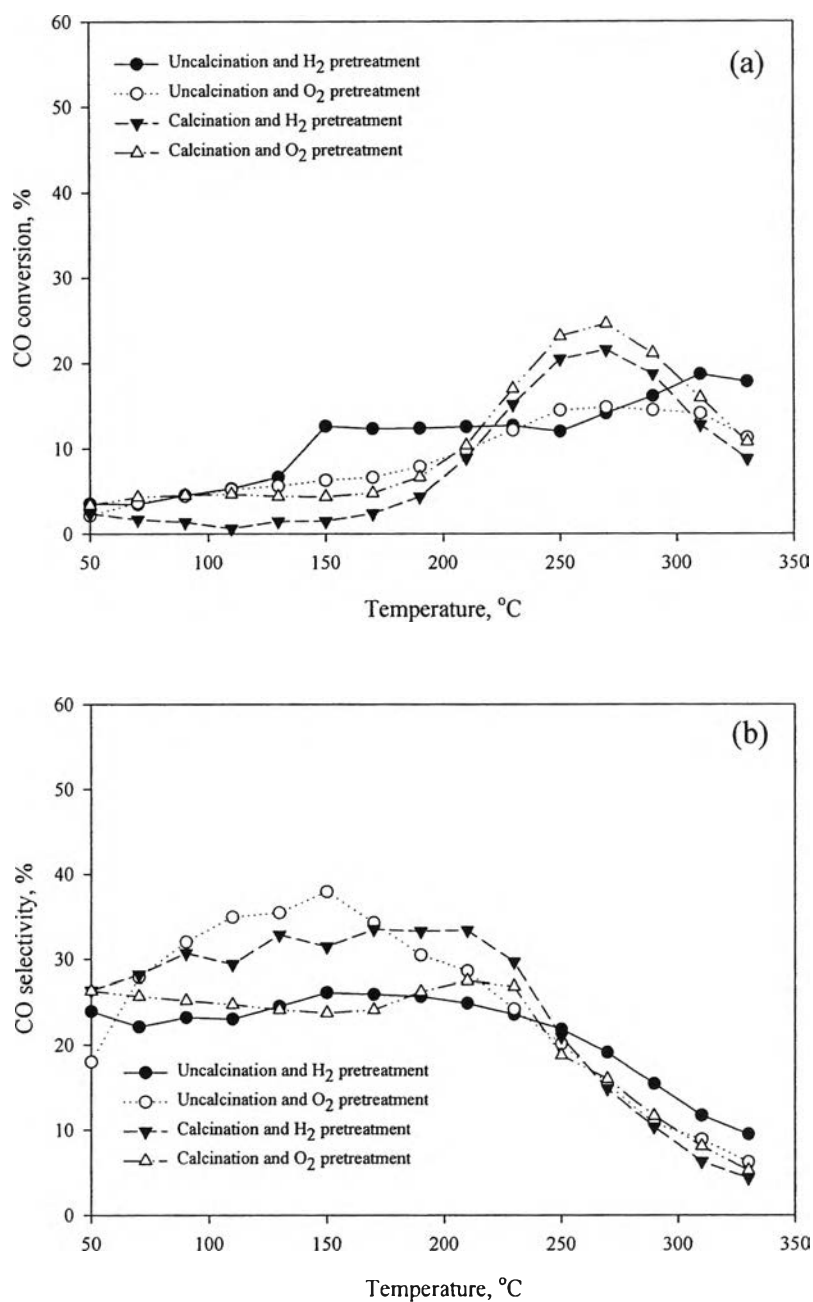 60
(a)
Uncalcination and H2 pretreatment
Uncalcination and O2 pretreatment
50
Calcination and H2 pretreatment
Calcination and O2 pretreatment
40
30
20
10
0
CO conversion, %
50 100 150 200 250 300 350
Temperature, °C
60
(b)
50
40
30
20
Uncalcination and H2 pretreatment
Uncalcination and O2 pretreatment
10
Calcination and H2 pretreatment
Calcination and O2 pretreatment
0
CO selectivity, %
50 100 150 200 250 300 350
Temperature, °C